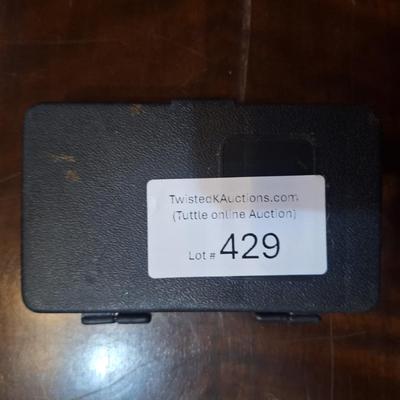 TwistedKAuctions.com
(Tuttle online Auction)
Lot # 429